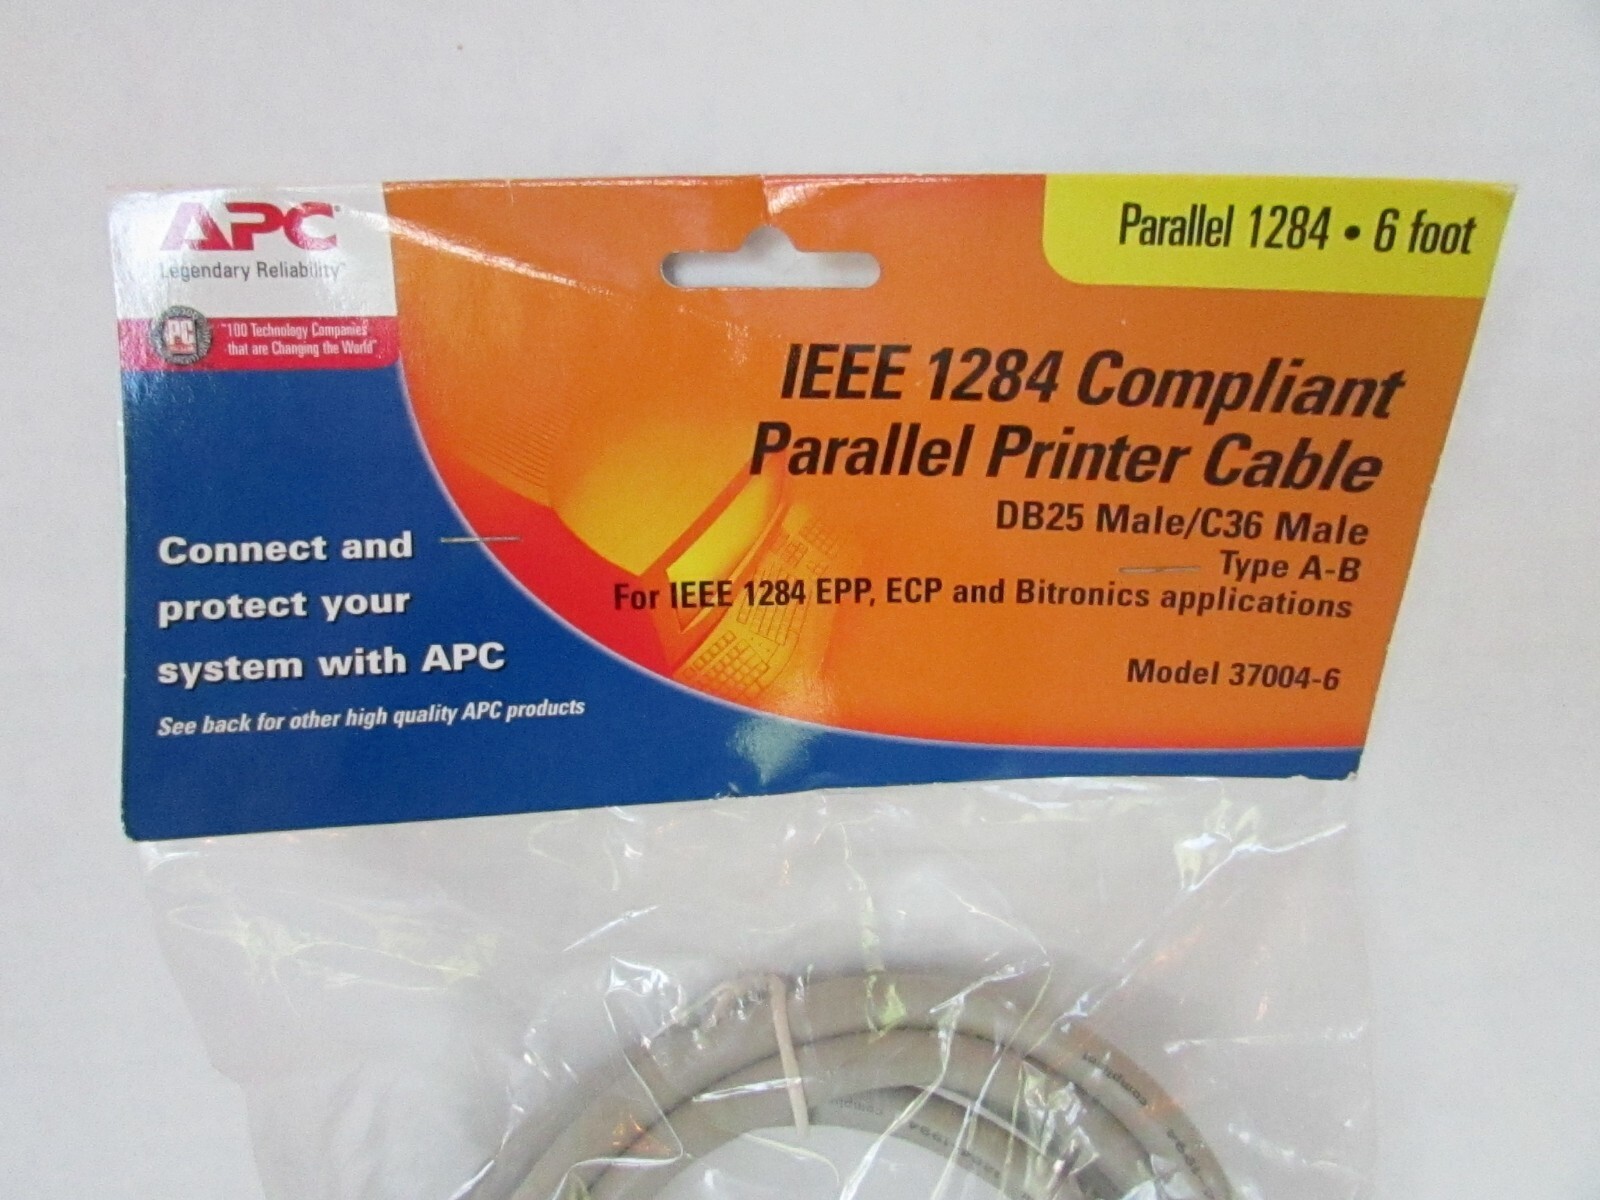 APC
Legendary Reliability™
PC
"100 Technology Companies
that are Changing the World"
Parallel 1284 • 6 foot
IEEE 1284 Compliant
Parallel Printer Cable
DB25 Male/C36 Male
Type A-B
For IEEE 1284 EPP, ECP and Bitronics applications
Model 37004-6
Connect and
protect your
system with APC
See back for other high quality APC products